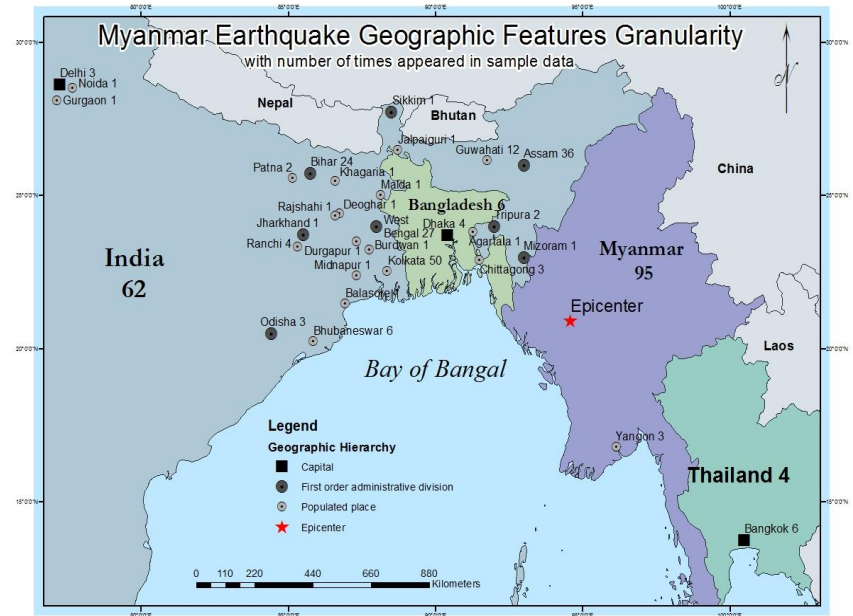 Myanmar Earthquake Geographic Features Granularity
with number of times appeared in sample data
Delhi 3
Noida 1
Gurgaon 1
Nepal
Sikkim 1
Bhutan
N
China
Jalpaiguri 1
Guwahati 12
Assam 36
Patna 2
Bihar 24
Khagaria 1
Malda 1
Rajshahi 1
Deoghar 1
Bangladesh 6
Jharkhand 1
West
Bengal 27
Dhaka 4
Tripura 2
Ranchi 4
Durgapur 1
Burdwan 1
Agartala 1
Mizoram 1
Myanmar
95
India
62
Midnapur 1
Kolkata 50
Chittagong 3
Balasore
Epicenter
Odisha 3
Bhubaneswar 6
Laos
Bay of Bangal
Yangon 3
Thailand 4
Bangkok 6
Legend
Geographic Hierarchy
Capital
First order administrative division
Populated place
Epicenter
0 110 220 440 660 880
Kilometers